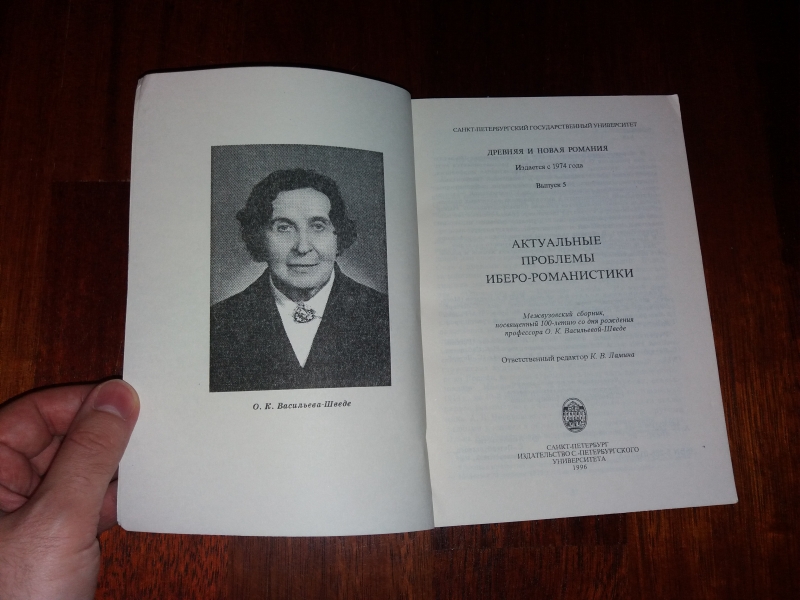 О. К. Васильева-Шведе
САНКТ-ПЕТЕРБУРГСКИЙ ГОСУДАРСТВЕННЫЙ УНИВЕРСИТЕТ
ДРЕВНЯЯ И НОВАЯ РОМАНИЯ
Издается с 1974 года
Выпуск 5
АКТУАЛЬНЫЕ
ПРОБЛЕМЫ
ИБЕРО-РОМАНИСТИКИ
Межвузовский сборник,
посвященный 100-летию со дня рождения
профессора О. К. Васильевой-Шведе
Ответственный редактор К. В. Ламина
САНКТ-ПЕТЕРБУРГ
ИЗДАТЕЛЬСТВО С.-ПЕТЕРБУРГСКОГО
УНИВЕРСИТЕТА
1996